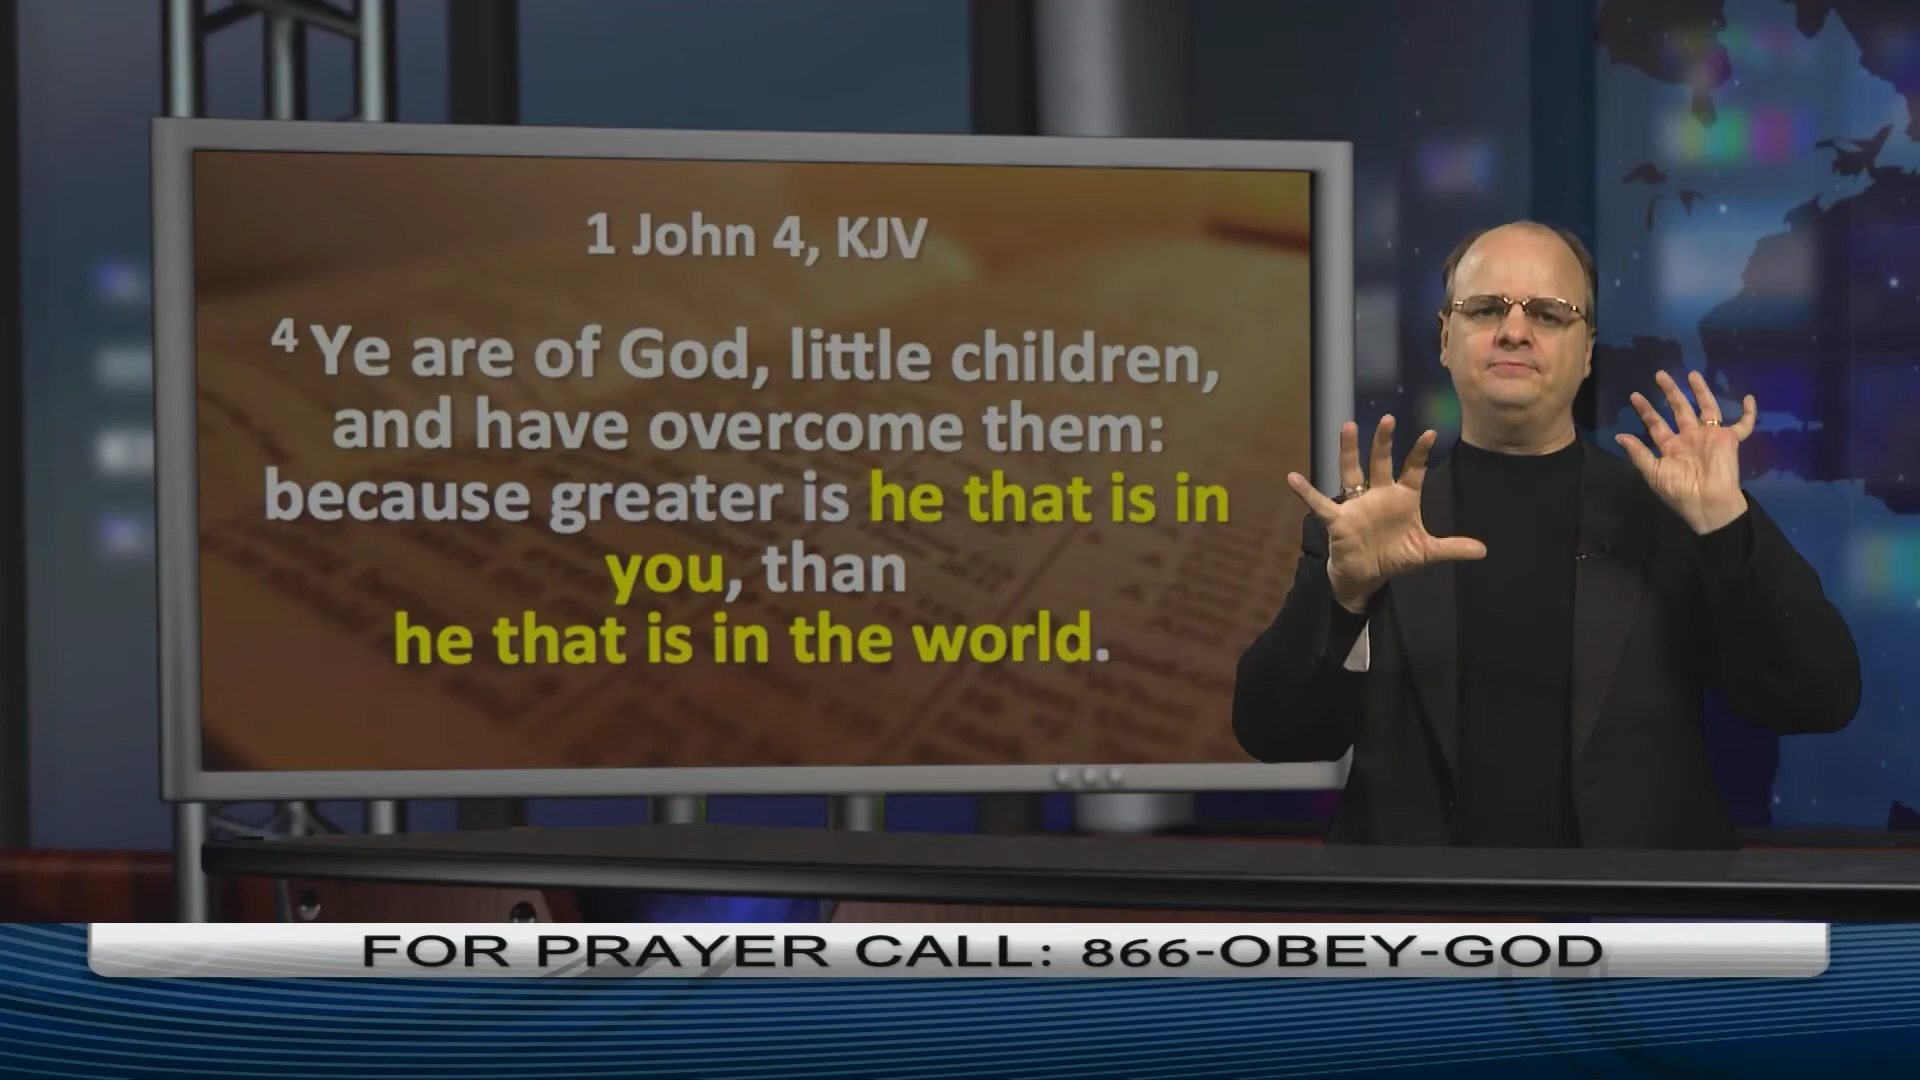 1 John 4, KJV
4 Ye are of God, little children,
and have overcome them:
because greater is he that is in
you, than
he that is in the world.
FOR PRAYER CALL: 866-OBEY-GOD